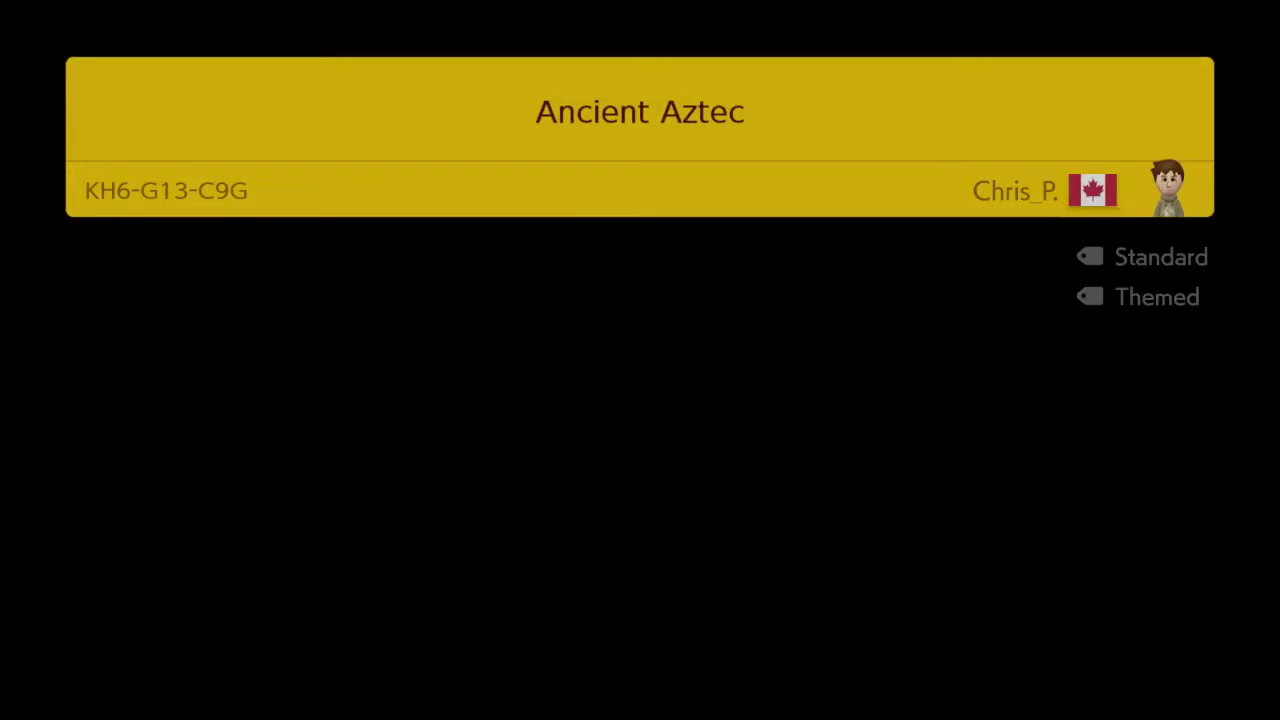 Ancient Aztec
KH6-G13-C9G
Chris_P.
Standard
Themed